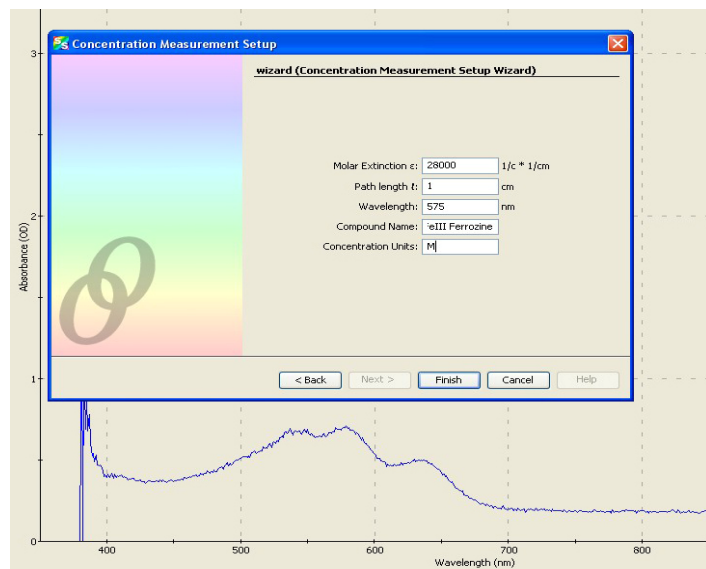 Concentration Measurement Setup
wizard (Concentration Measurement Setup Wizard)
Molar Extinction ε: 28000 1/c * 1/cm
Path length ℓ: 1 cm
Wavelength: 575 nm
Compound Name: eIII Ferrozine
Concentration Units: M
< Back Next > Finish Cancel Help
Absorbance (OD)
3
2
1
0
400 500 600 700 800
Wavelength (nm)